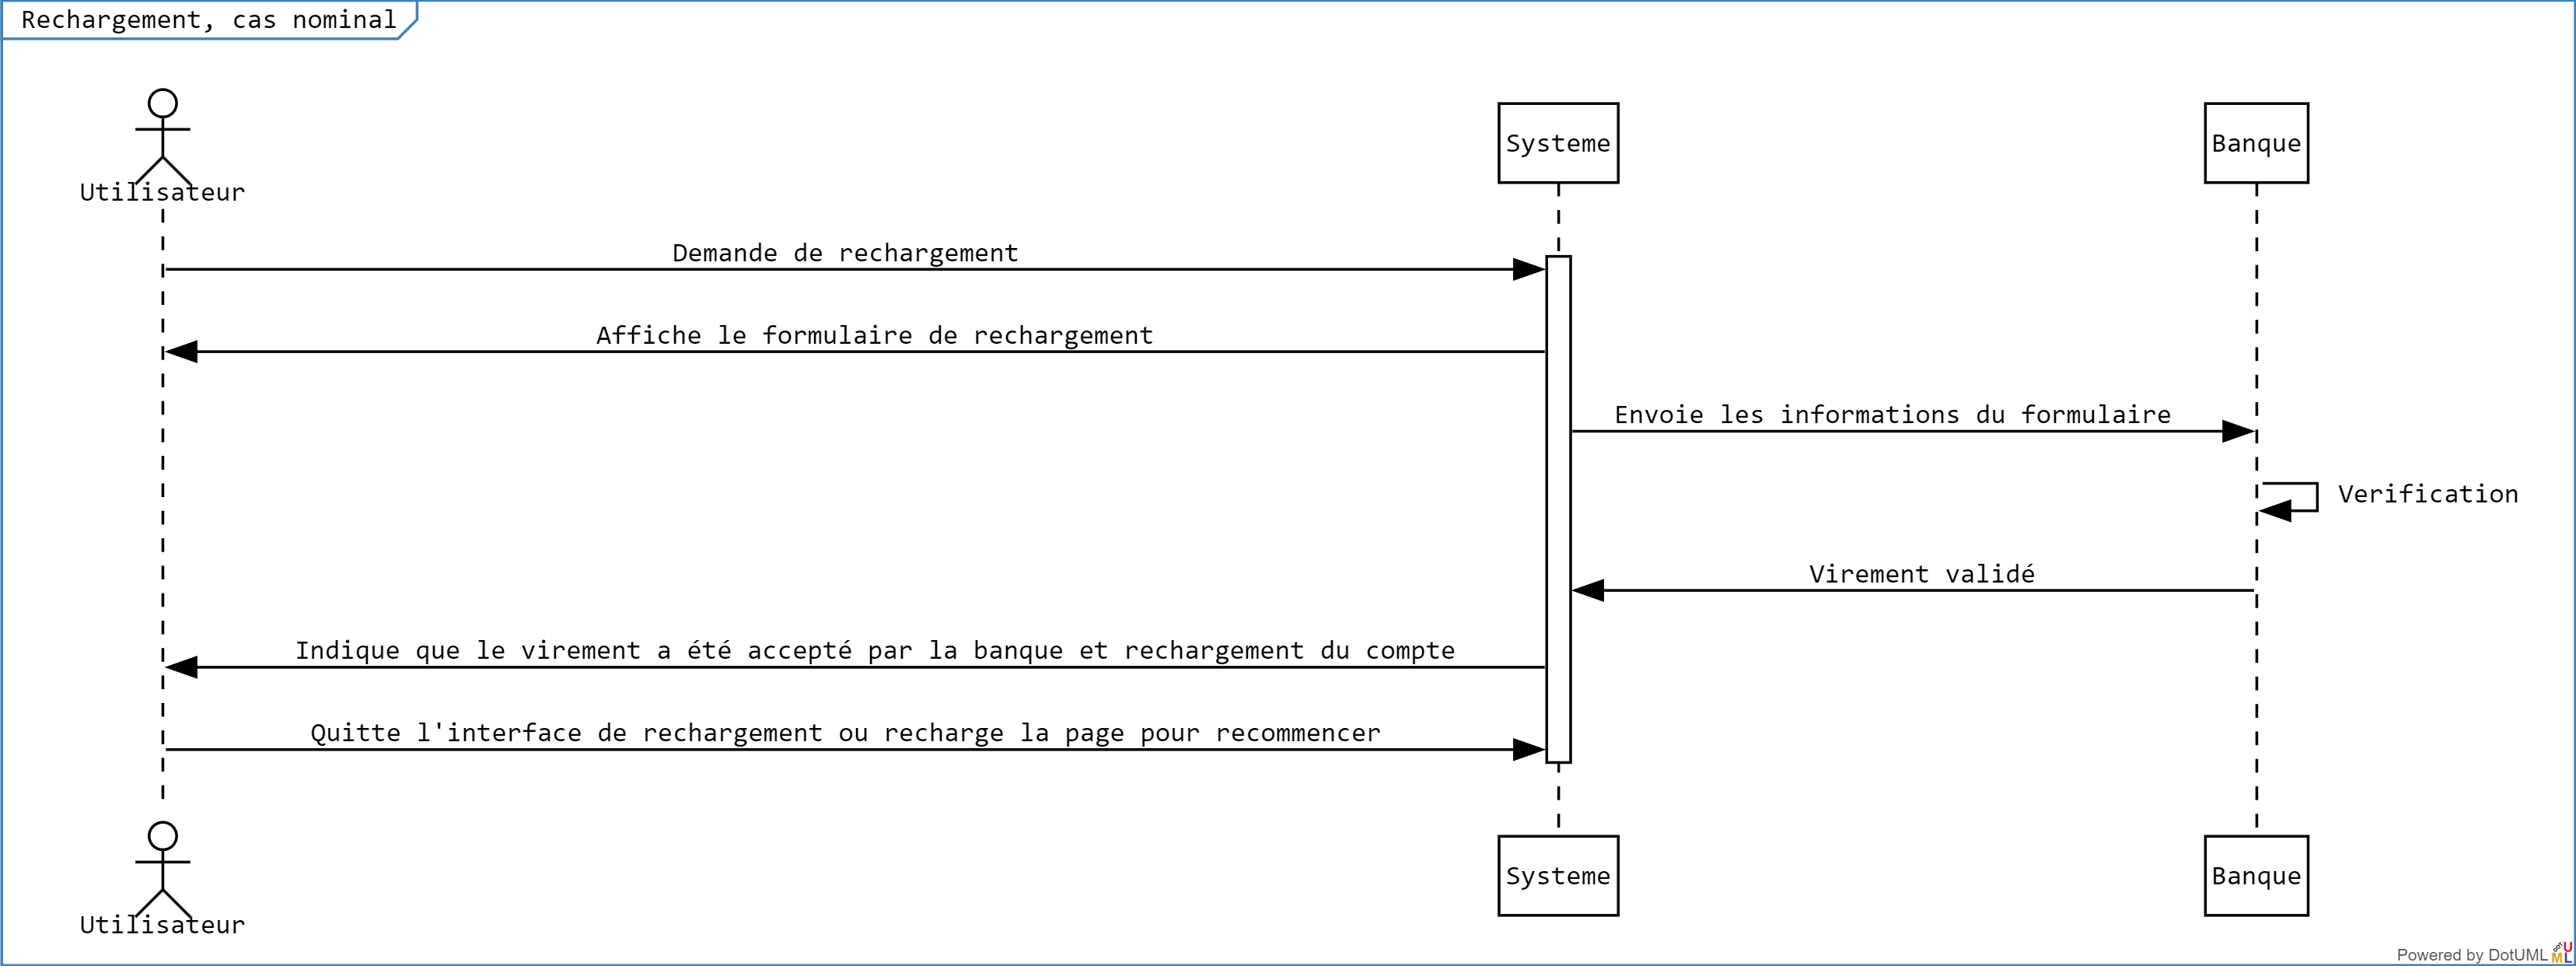 Rechargement, cas nominal
Utilisateur
Systeme
Banque
Demande de rechargement
Affiche le formulaire de rechargement
Envoie les informations du formulaire
Verification
Virement validé
Indique que le virement a été accepté par la banque et rechargement du compte
Quitte l'interface de rechargement ou recharge la page pour recommencer
Utilisateur
Systeme
Banque
Powered by DotUML
DOT U
ML